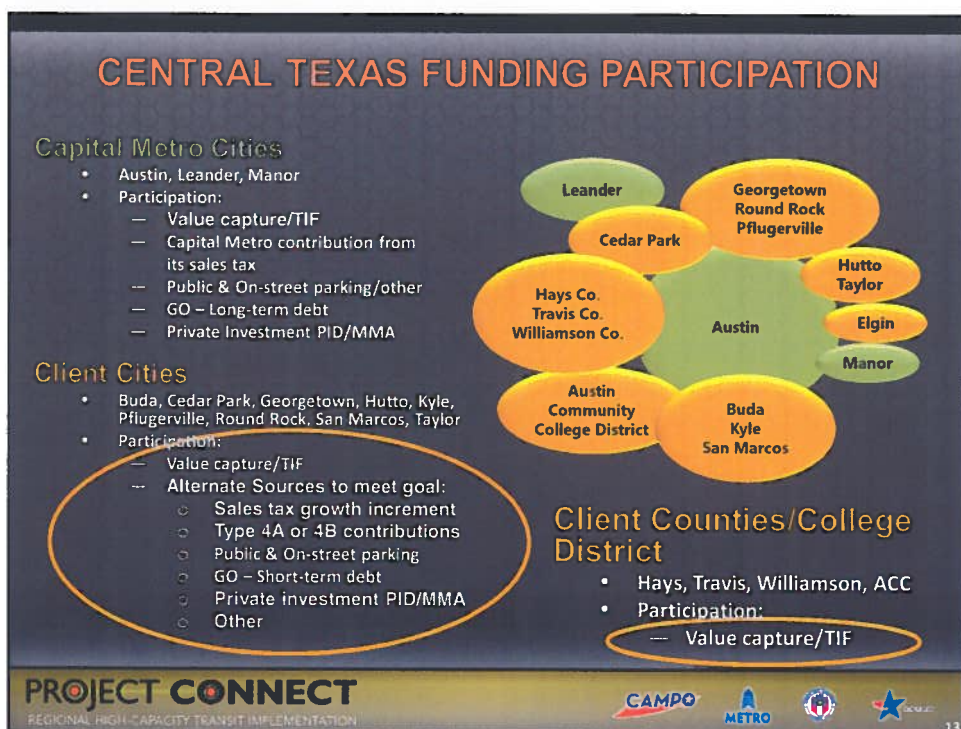 CENTRAL TEXAS FUNDING PARTICIPATION
Capital Metro Cities
• Austin, Leander, Manor
• Participation:
— Value capture/TIF
— Capital Metro contribution from
its sales tax
— Public & On-street parking/other
— GO – Long-term debt
— Private Investment PID/MMA
Client Cities
• Buda, Cedar Park, Georgetown, Hutto, Kyle,
Pflugerville, Round Rock, San Marcos, Taylor
• Participation:
— Value capture/TIF
— Alternate Sources to meet goal:
○ Sales tax growth increment
○ Type 4A or 4B contributions
○ Public & On-street parking
○ GO – Short-term debt
○ Private investment PID/MMA
○ Other
Leander
Georgetown
Round Rock
Pflugerville
Cedar Park
Hutto
Taylor
Hays Co.
Travis Co.
Williamson Co.
Austin
Elgin
Manor
Austin
Community
College District
Buda
Kyle
San Marcos
Client Counties/College
District
• Hays, Travis, Williamson, ACC
• Participation:
— Value capture/TIF
PROJECT CONNECT
REGIONAL HIGH-CAPACITY TRANSIT IMPLEMENTATION
CAMPO
METRO
13